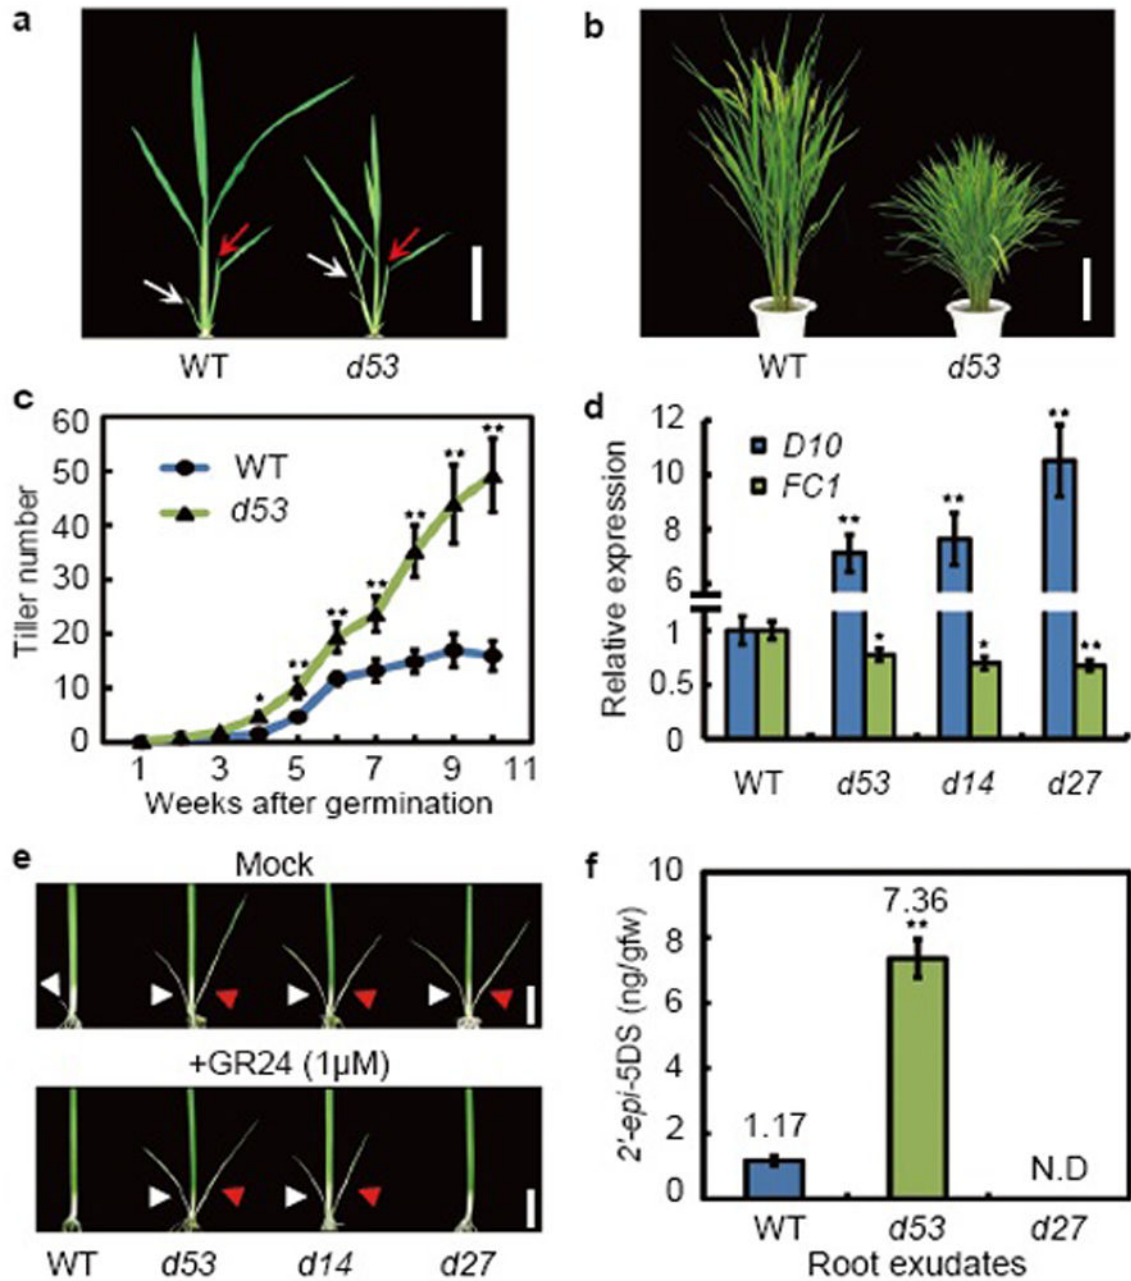 a
WT
d53
b
WT
d53
c
Tiller number
60
50
40
30
20
10
0
WT
d53
*
**
**
**
**
**
**
1 3 5 7 9 11
Weeks after germination
d
Relative expression
12
10
8
6
1
0.5
0
D10
FC1
**
*
**
*
**
**
WT d53 d14 d27
e
Mock
+GR24 (1μM)
WT d53 d14 d27
f
2'-epi-5DS (ng/gfw)
10
8
6
4
2
0
1.17
7.36
**
N.D
WT d53 d27
Root exudates